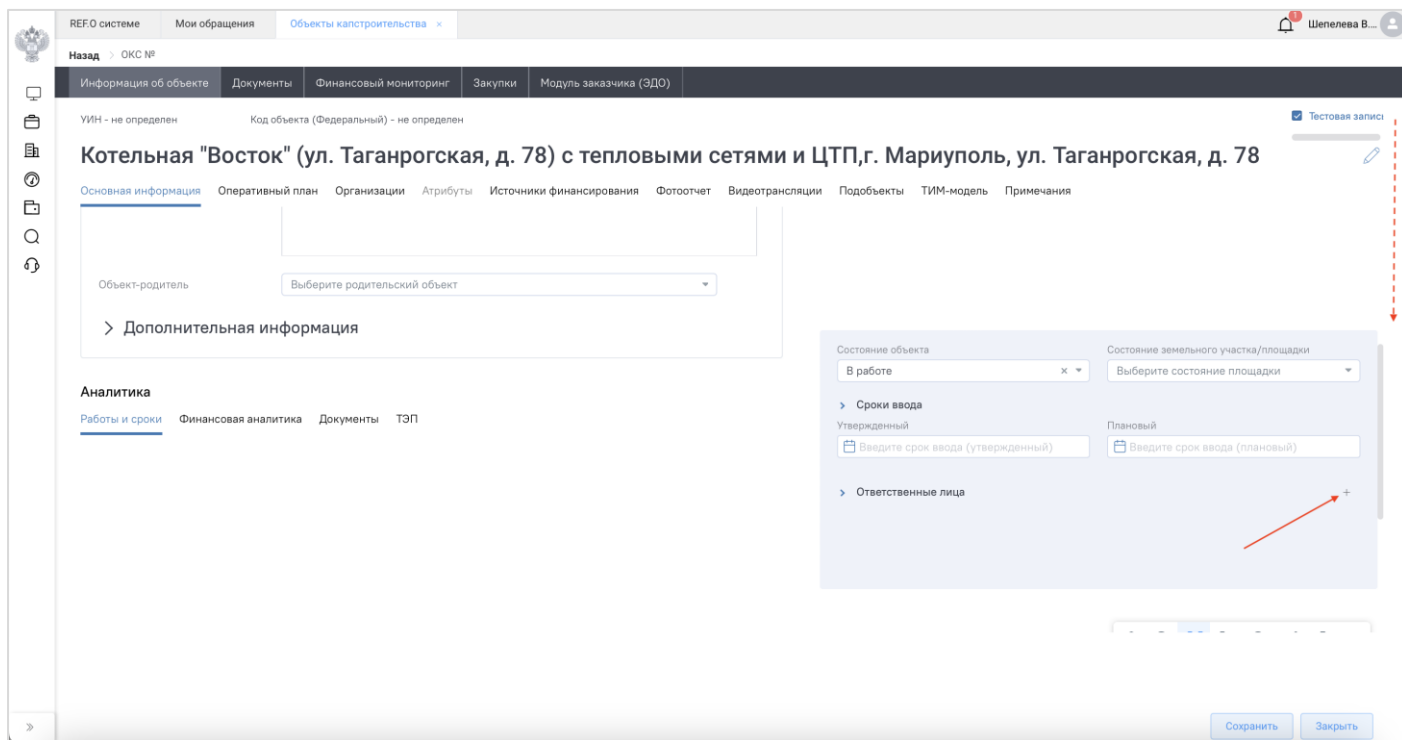 REF.О системе Мои обращения Объекты капстроительства × 1 Шепелева В....
Назад > ОКС №
Информация об объекте Документы Финансовый мониторинг Закупки Модуль заказчика (ЭДО)
УИН - не определен Код объекта (Федеральный) - не определен Тестовая запись
Котельная "Восток" (ул. Таганрогская, д. 78) с тепловыми сетями и ЦТП,г. Мариуполь, ул. Таганрогская, д. 78
Основная информация Оперативный план Организации Атрибуты Источники финансирования Фотоотчет Видеотрансляции Подобъекты ТИМ-модель Примечания
Объект-родитель Выберите родительский объект
> Дополнительная информация
Состояние объекта Состояние земельного участка/площадки
В работе × Выберите состояние площадки
Аналитика
> Сроки ввода
Работы и сроки Финансовая аналитика Документы ТЭП
Утвержденный Плановый
Введите срок ввода (утвержденный) Введите срок ввода (плановый)
> Ответственные лица +
Сохранить Закрыть